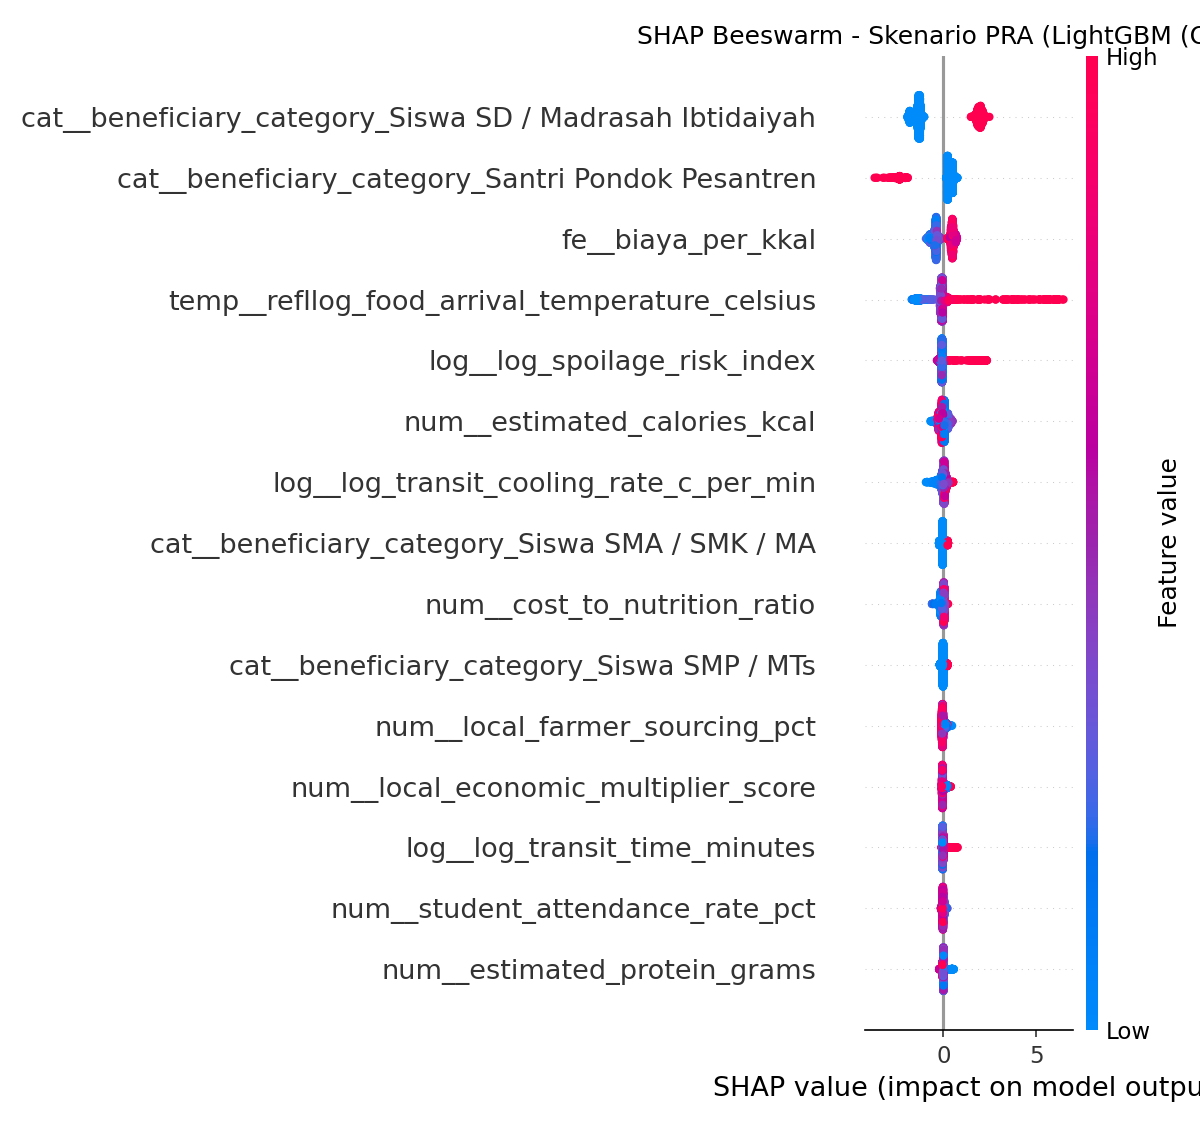 SHAP Beeswarm - Skenario PRA (LightGBM (
High
cat__beneficiary_category_Siswa SD / Madrasah Ibtidaiyah
cat__beneficiary_category_Santri Pondok Pesantren
fe__biaya_per_kkal
temp__refllog_food_arrival_temperature_celsius
log__log_spoilage_risk_index
num__estimated_calories_kcal
log__log_transit_cooling_rate_c_per_min
cat__beneficiary_category_Siswa SMA / SMK / MA
num__cost_to_nutrition_ratio
cat__beneficiary_category_Siswa SMP / MTs
num__local_farmer_sourcing_pct
num__local_economic_multiplier_score
log__log_transit_time_minutes
num__student_attendance_rate_pct
num__estimated_protein_grams
Feature value
Low
0 5
SHAP value (impact on model outpu